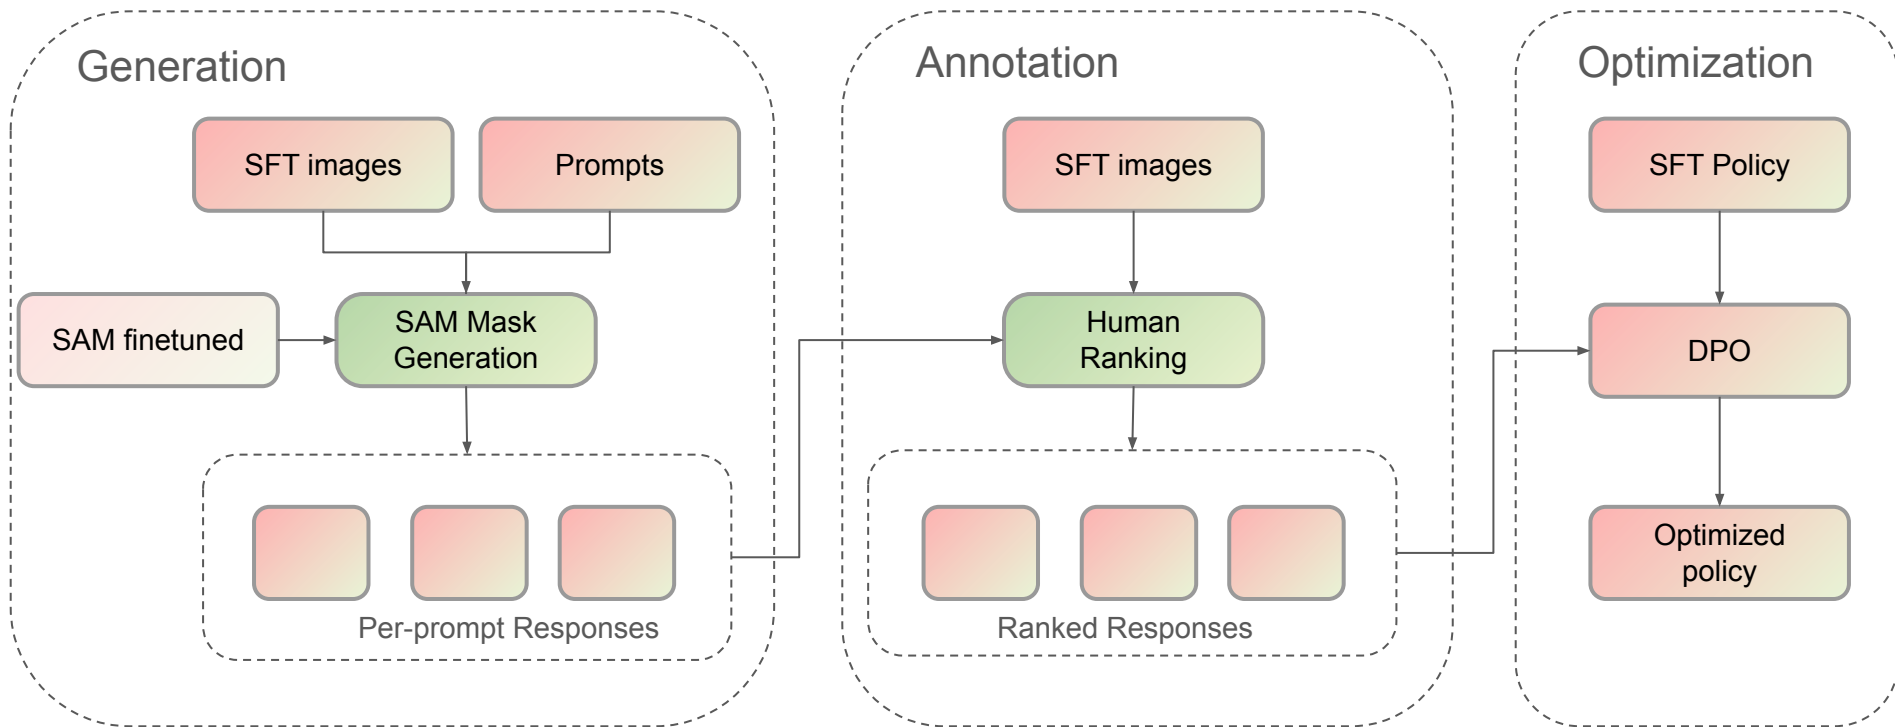 Generation
SFT images
Prompts
SAM finetuned
SAM Mask
Generation
Per-prompt Responses
Annotation
SFT images
Human
Ranking
Ranked Responses
Optimization
SFT Policy
DPO
Optimized
policy